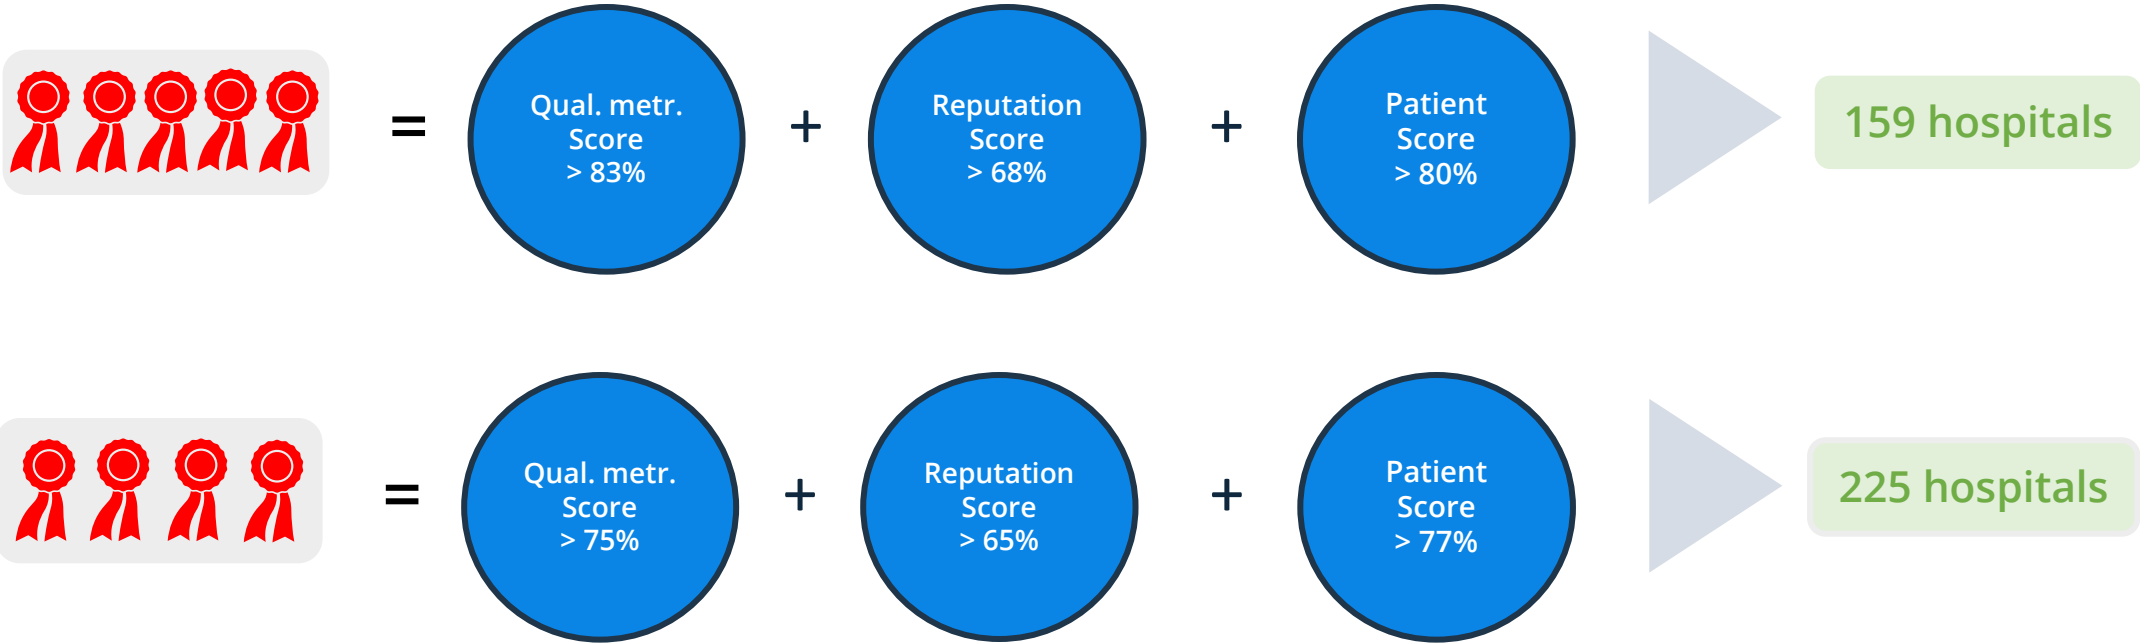 =
Qual. metr.
Score
> 83%
+
Reputation
Score
> 68%
+
Patient
Score
> 80%
159 hospitals
=
Qual. metr.
Score
> 75%
+
Reputation
Score
> 65%
+
Patient
Score
> 77%
225 hospitals